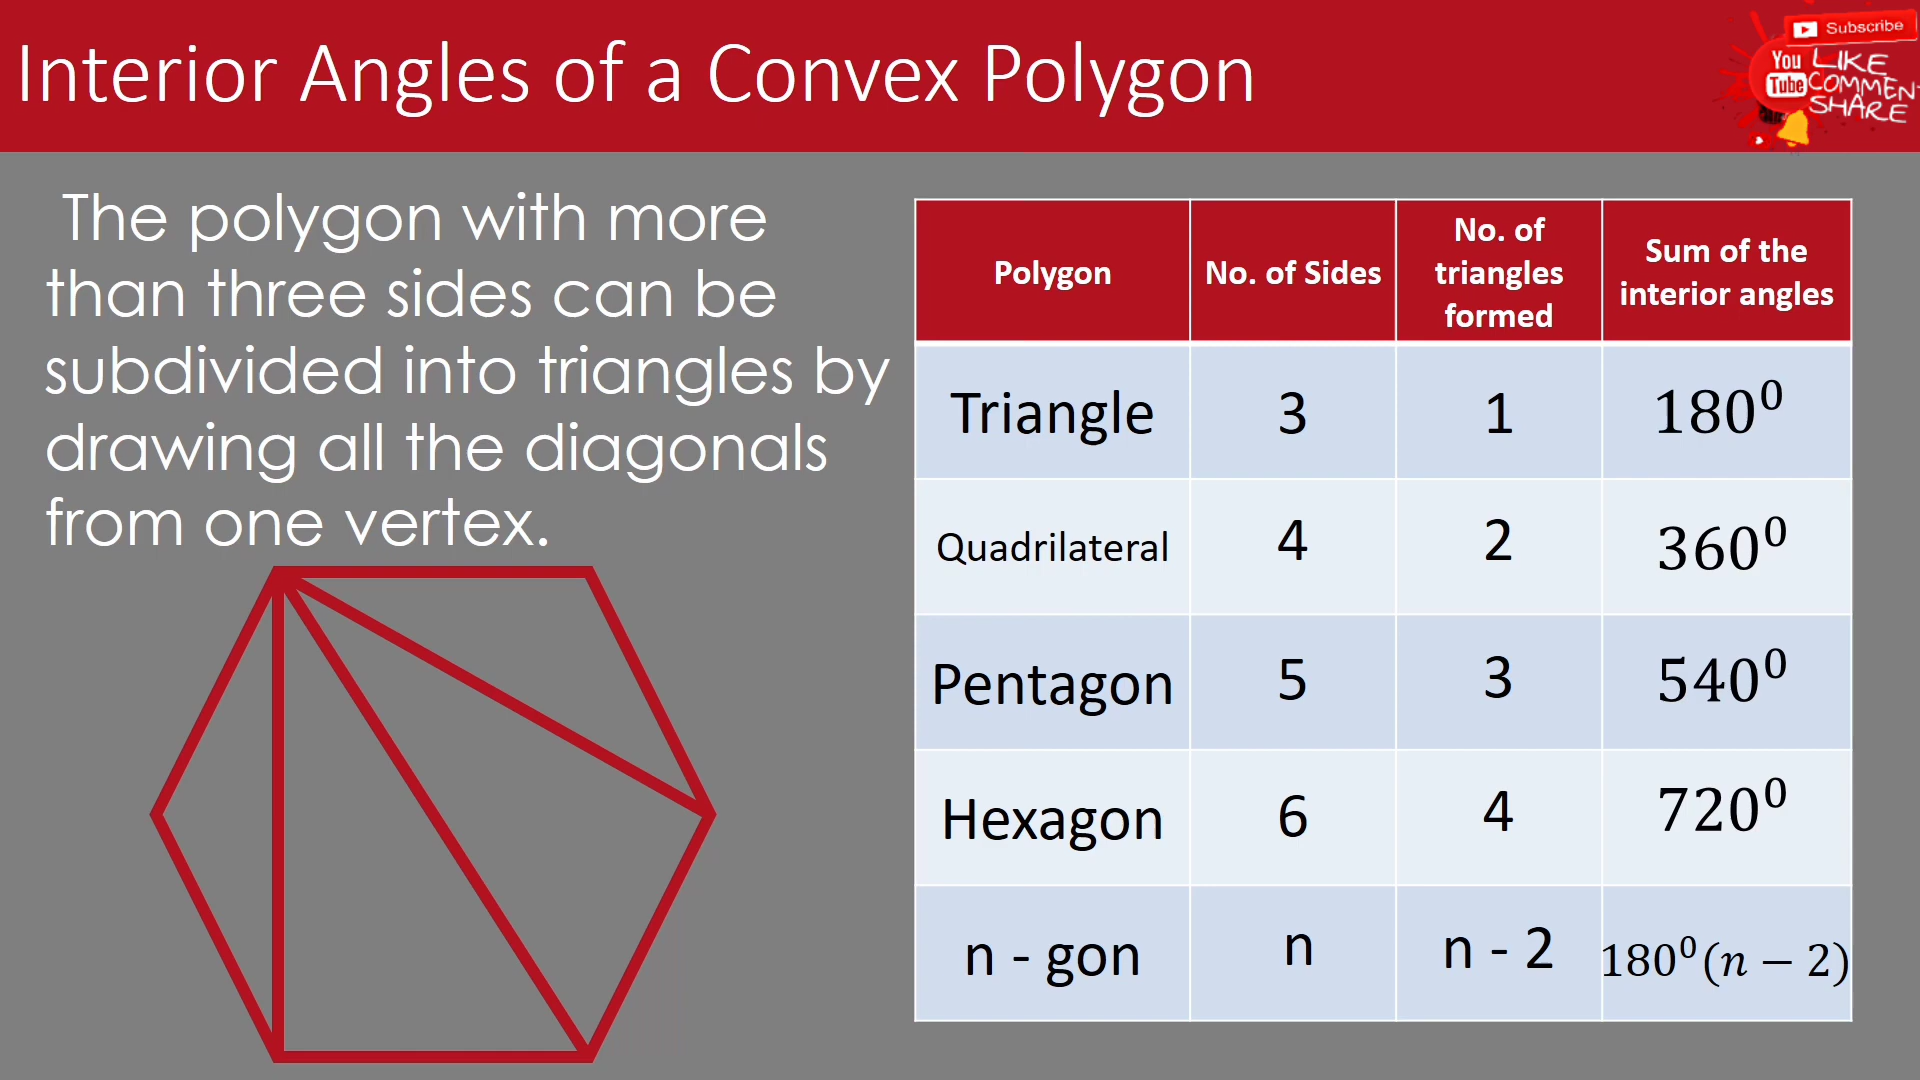 Interior Angles of a Convex Polygon
Subscribe
You
Tube
LIKE
COMMENT
SHARE
The polygon with more
than three sides can be
subdivided into triangles by
drawing all the diagonals
from one vertex.
Polygon No. of Sides No. of triangles formed Sum of the interior angles
Triangle 3 1 180⁰
Quadrilateral 4 2 360⁰
Pentagon 5 3 540⁰
Hexagon 6 4 720⁰
n - gon n n - 2 180⁰(n − 2)